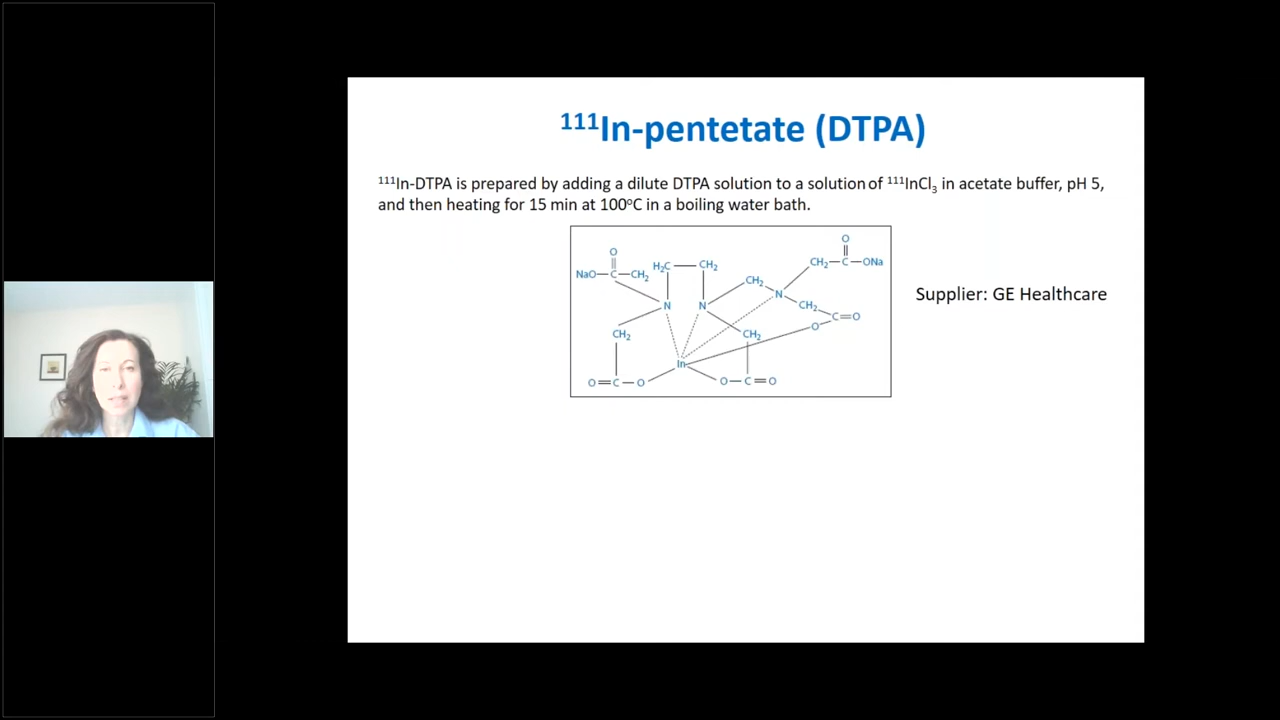 ¹¹¹In-pentetate (DTPA)
¹¹¹In-DTPA is prepared by adding a dilute DTPA solution to a solution of ¹¹¹InCl₃ in acetate buffer, pH 5,
and then heating for 15 min at 100ºC in a boiling water bath.
O
O
NaO—C—CH₂
H₂C—CH₂
CH₂—C—ONa
CH₂
N
N
N
CH₂
C=O
O
CH₂
CH₂
In
O=C—O
O—C=O
Supplier: GE Healthcare